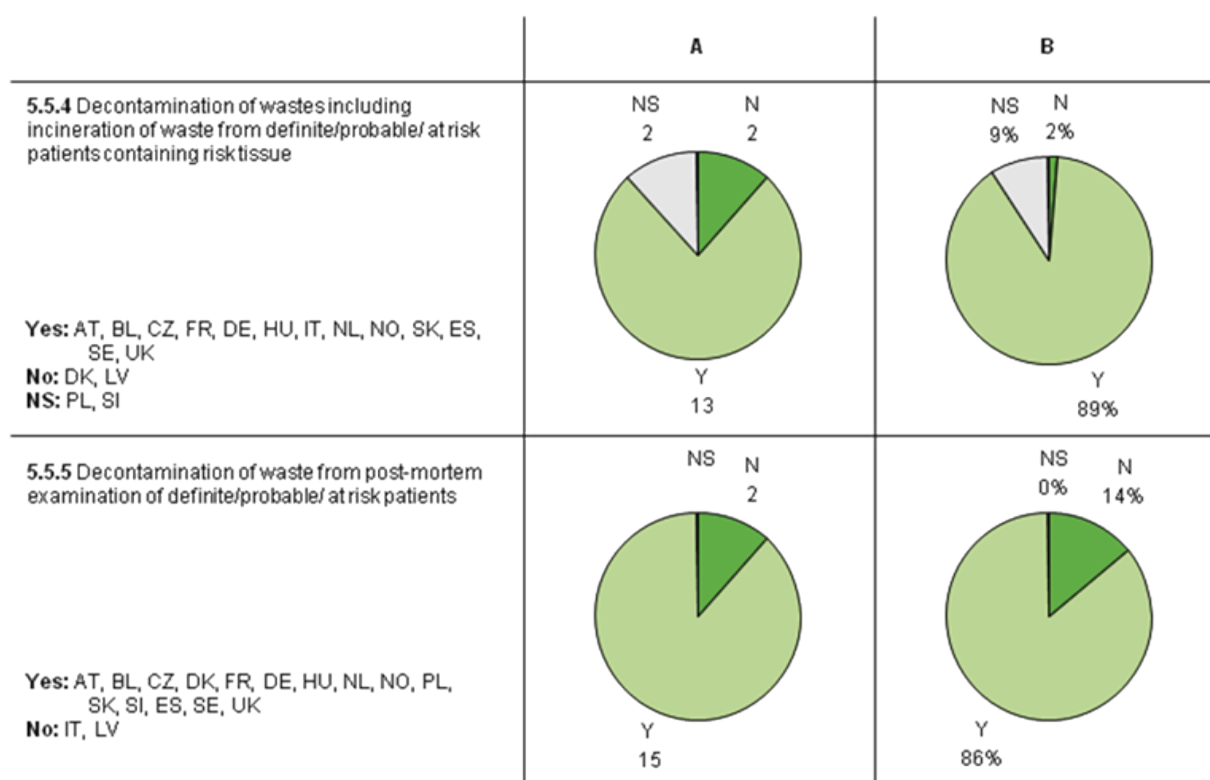 A
B
5.5.4 Decontamination of wastes including
incineration of waste from definite/probable/ at risk
patients containing risk tissue
Yes: AT, BL, CZ, FR, DE, HU, IT, NL, NO, SK, ES,
SE, UK
No: DK, LV
NS: PL, SI
NS
2
N
2
Y
13
NS
9%
N
2%
Y
89%
5.5.5 Decontamination of waste from post-mortem
examination of definite/probable/ at risk patients
Yes: AT, BL, CZ, DK, FR, DE, HU, NL, NO, PL,
SK, SI, ES, SE, UK
No: IT, LV
NS
N
2
Y
15
NS
0%
N
14%
Y
86%